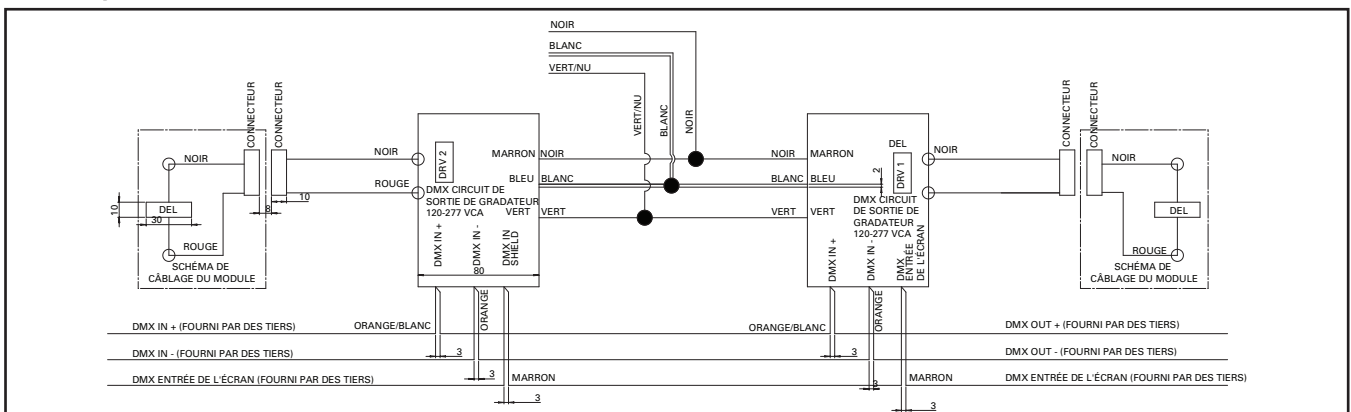 NOIR
BLANC
VERT/NU
VERT/NU
BLANC
NOIR
CONNECTEUR
CONNECTEUR
NOIR
DEL
10
30
8
10
ROUGE
SCHÉMA DE
CÂBLAGE DU MODULE
NOIR
ROUGE
DRV 2
MARRON
BLEU
DMX CIRCUIT DE
SORTIE DE GRADATEUR
120-277 VCA
VERT
DMX IN +
DMX IN -
DMX IN
SHIELD
80
NOIR
BLANC
VERT
NOIR
BLANC
VERT
MARRON
BLEU
VERT
DEL
DRV 1
2
DMX CIRCUIT
DE SORTIE DE
GRADATEUR
120-277 VCA
DMX IN +
DMX IN -
DMX
ENTRÉE
DE L'ÉCRAN
NOIR
CONNECTEUR
CONNECTEUR
NOIR
DEL
ROUGE
SCHÉMA DE
CÂBLAGE DU MODULE
DMX IN + (FOURNI PAR DES TIERS)
ORANGE/BLANC
ORANGE
ORANGE/BLANC
ORANGE
DMX OUT + (FOURNI PAR DES TIERS)
DMX IN - (FOURNI PAR DES TIERS)
3
3
DMX OUT - (FOURNI PAR DES TIERS)
DMX ENTRÉE DE L'ÉCRAN (FOURNI PAR DES TIERS)
3
MARRON
3
MARRON
DMX ENTRÉE DE L'ÉCRAN (FOURNI PAR DES TIERS)
3
3